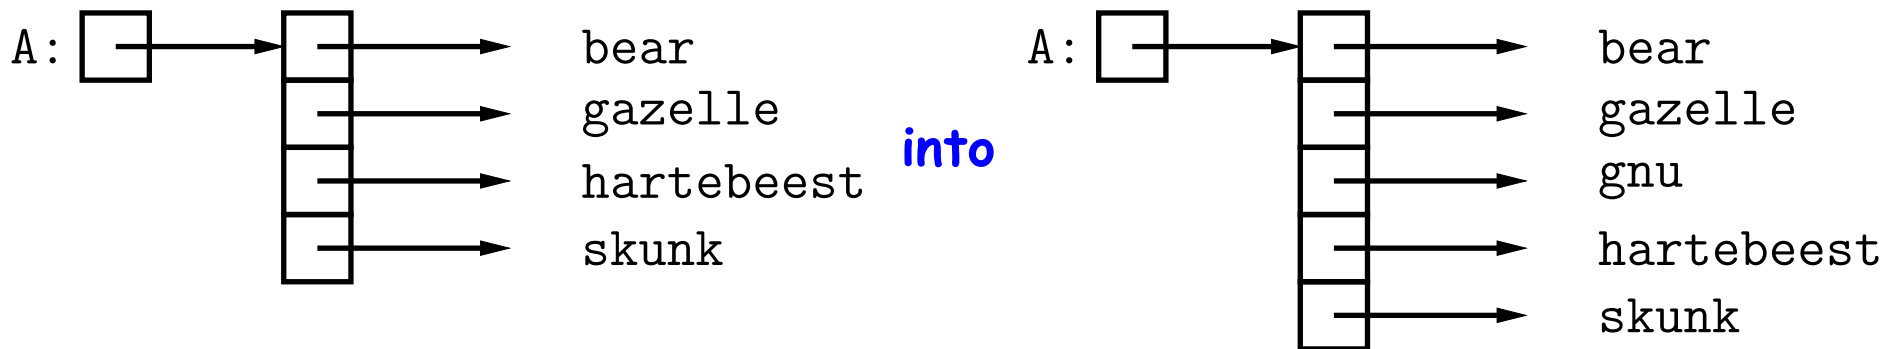 A:
bear
gazelle
hartebeest
skunk
into
A:
bear
gazelle
gnu
hartebeest
skunk